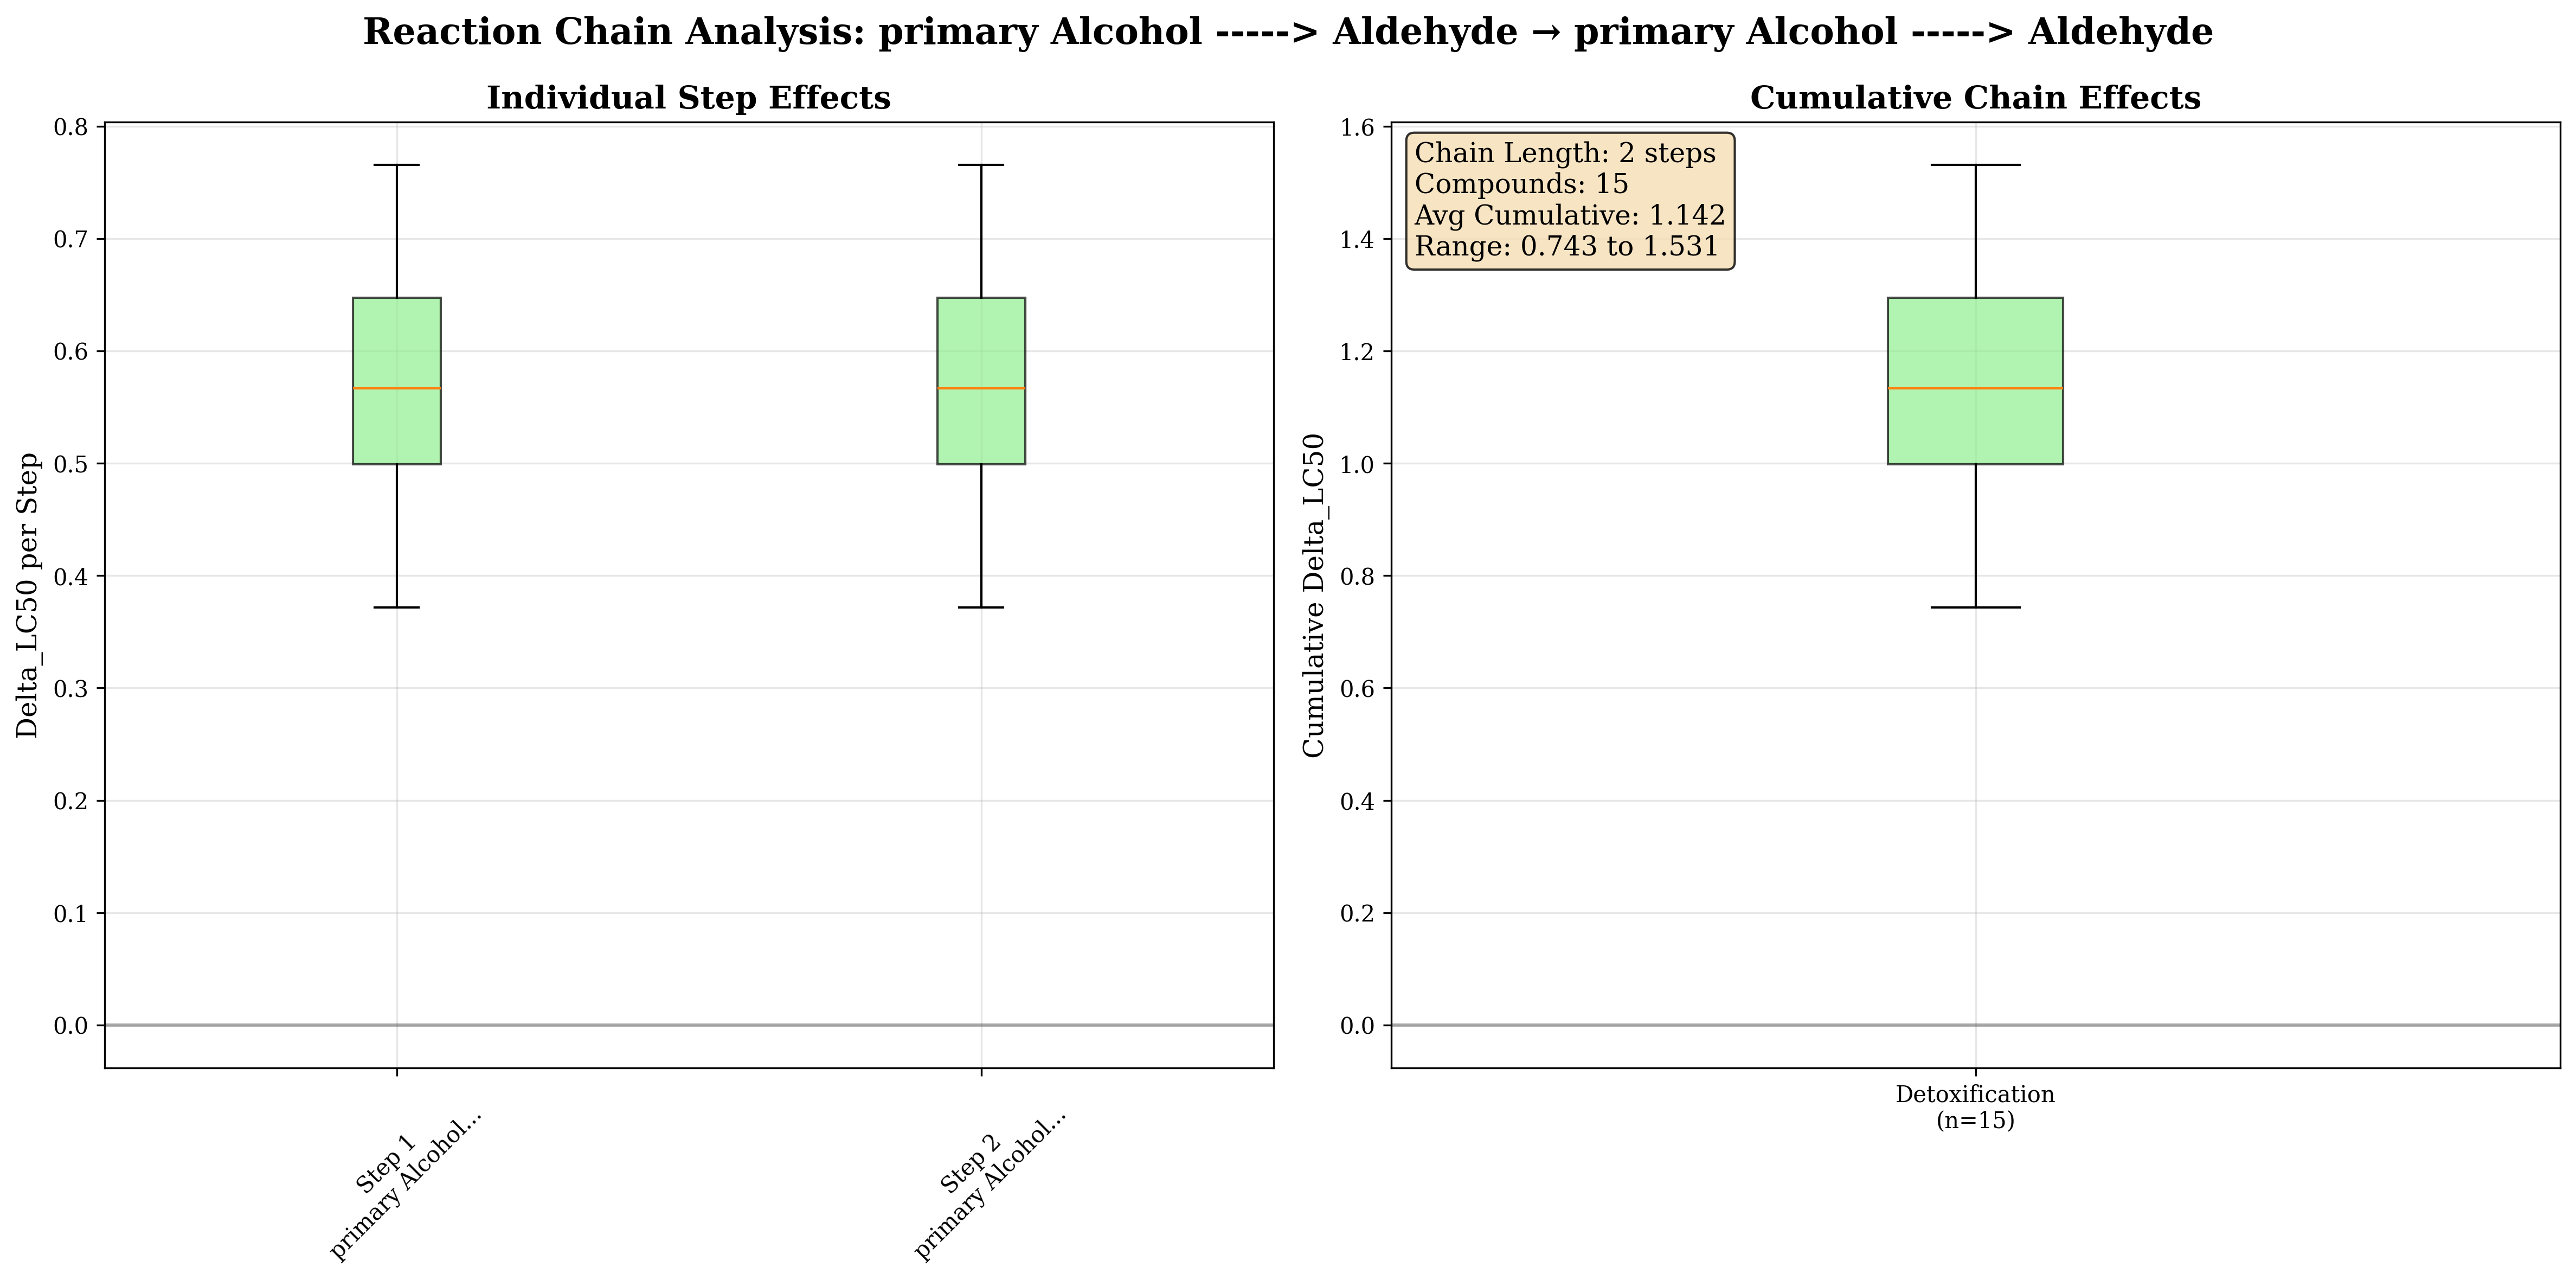 Reaction Chain Analysis: primary Alcohol -----> Aldehyde → primary Alcohol -----> Aldehyde
Individual Step Effects
Delta_LC50 per Step
0.8
0.7
0.6
0.5
0.4
0.3
0.2
0.1
0.0
Step 1
primary Alcohol...
Step 2
primary Alcohol...
Cumulative Chain Effects
Cumulative Delta_LC50
1.6
1.4
1.2
1.0
0.8
0.6
0.4
0.2
0.0
Chain Length: 2 steps
Compounds: 15
Avg Cumulative: 1.142
Range: 0.743 to 1.531
Detoxification
(n=15)